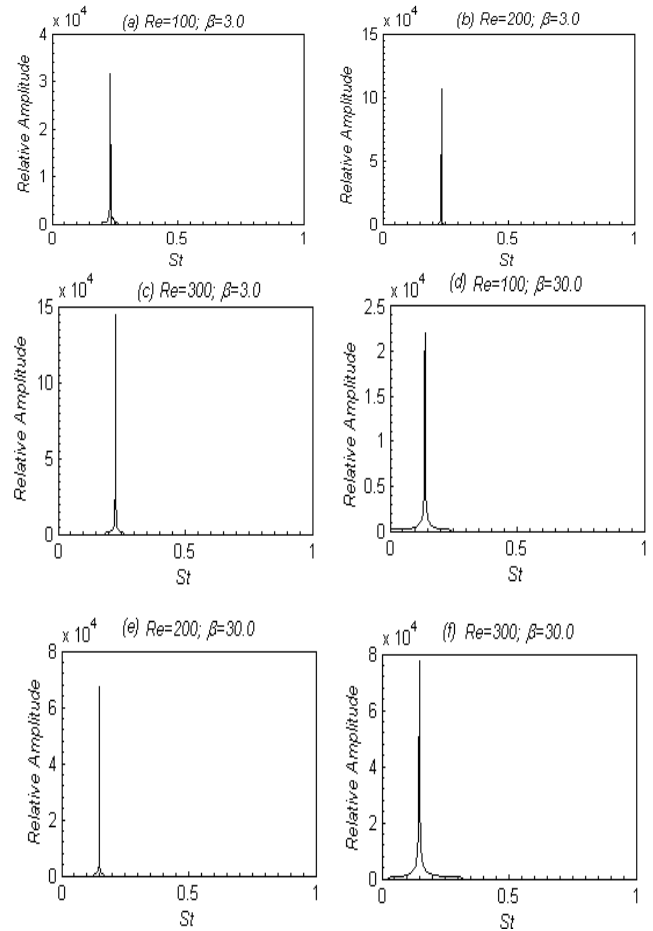 (a) Re=100; β=3.0
x 10^4
Relative Amplitude
4
3
2
1
0
0 0.5 1
St
(b) Re=200; β=3.0
x 10^4
Relative Amplitude
15
10
5
0
0 0.5 1
St
(c) Re=300; β=3.0
x 10^4
Relative Amplitude
15
10
5
0
0 0.5 1
St
(d) Re=100; β=30.0
x 10^4
Relative Amplitude
2.5
2
1.5
1
0.5
0
0 0.5 1
St
(e) Re=200; β=30.0
x 10^4
Relative Amplitude
8
6
4
2
0
0 0.5 1
St
(f) Re=300; β=30.0
x 10^4
Relative Amplitude
8
6
4
2
0
0 0.5 1
St